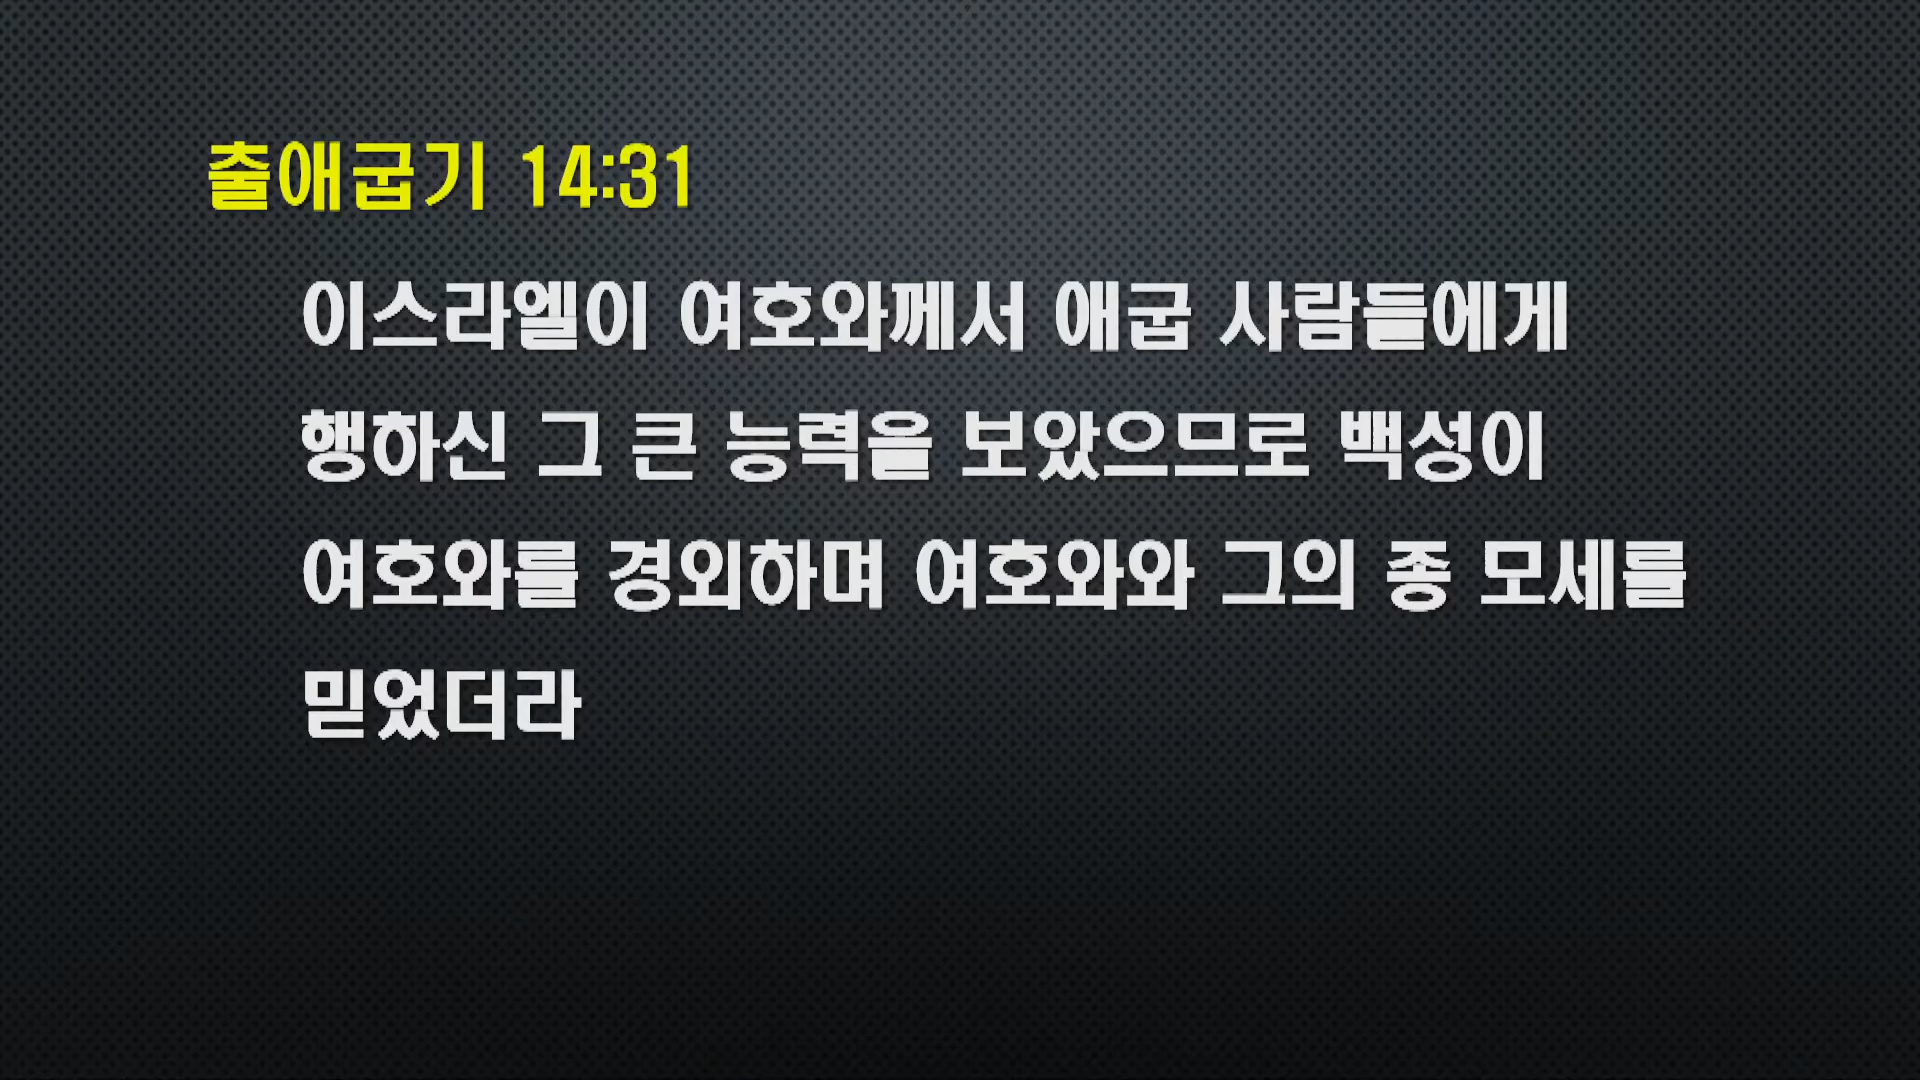 출애굽기 14:31
이스라엘이 여호와께서 애굽 사람들에게
행하신 그 큰 능력을 보았으므로 백성이
여호와를 경외하며 여호와와 그의 종 모세를
믿었더라